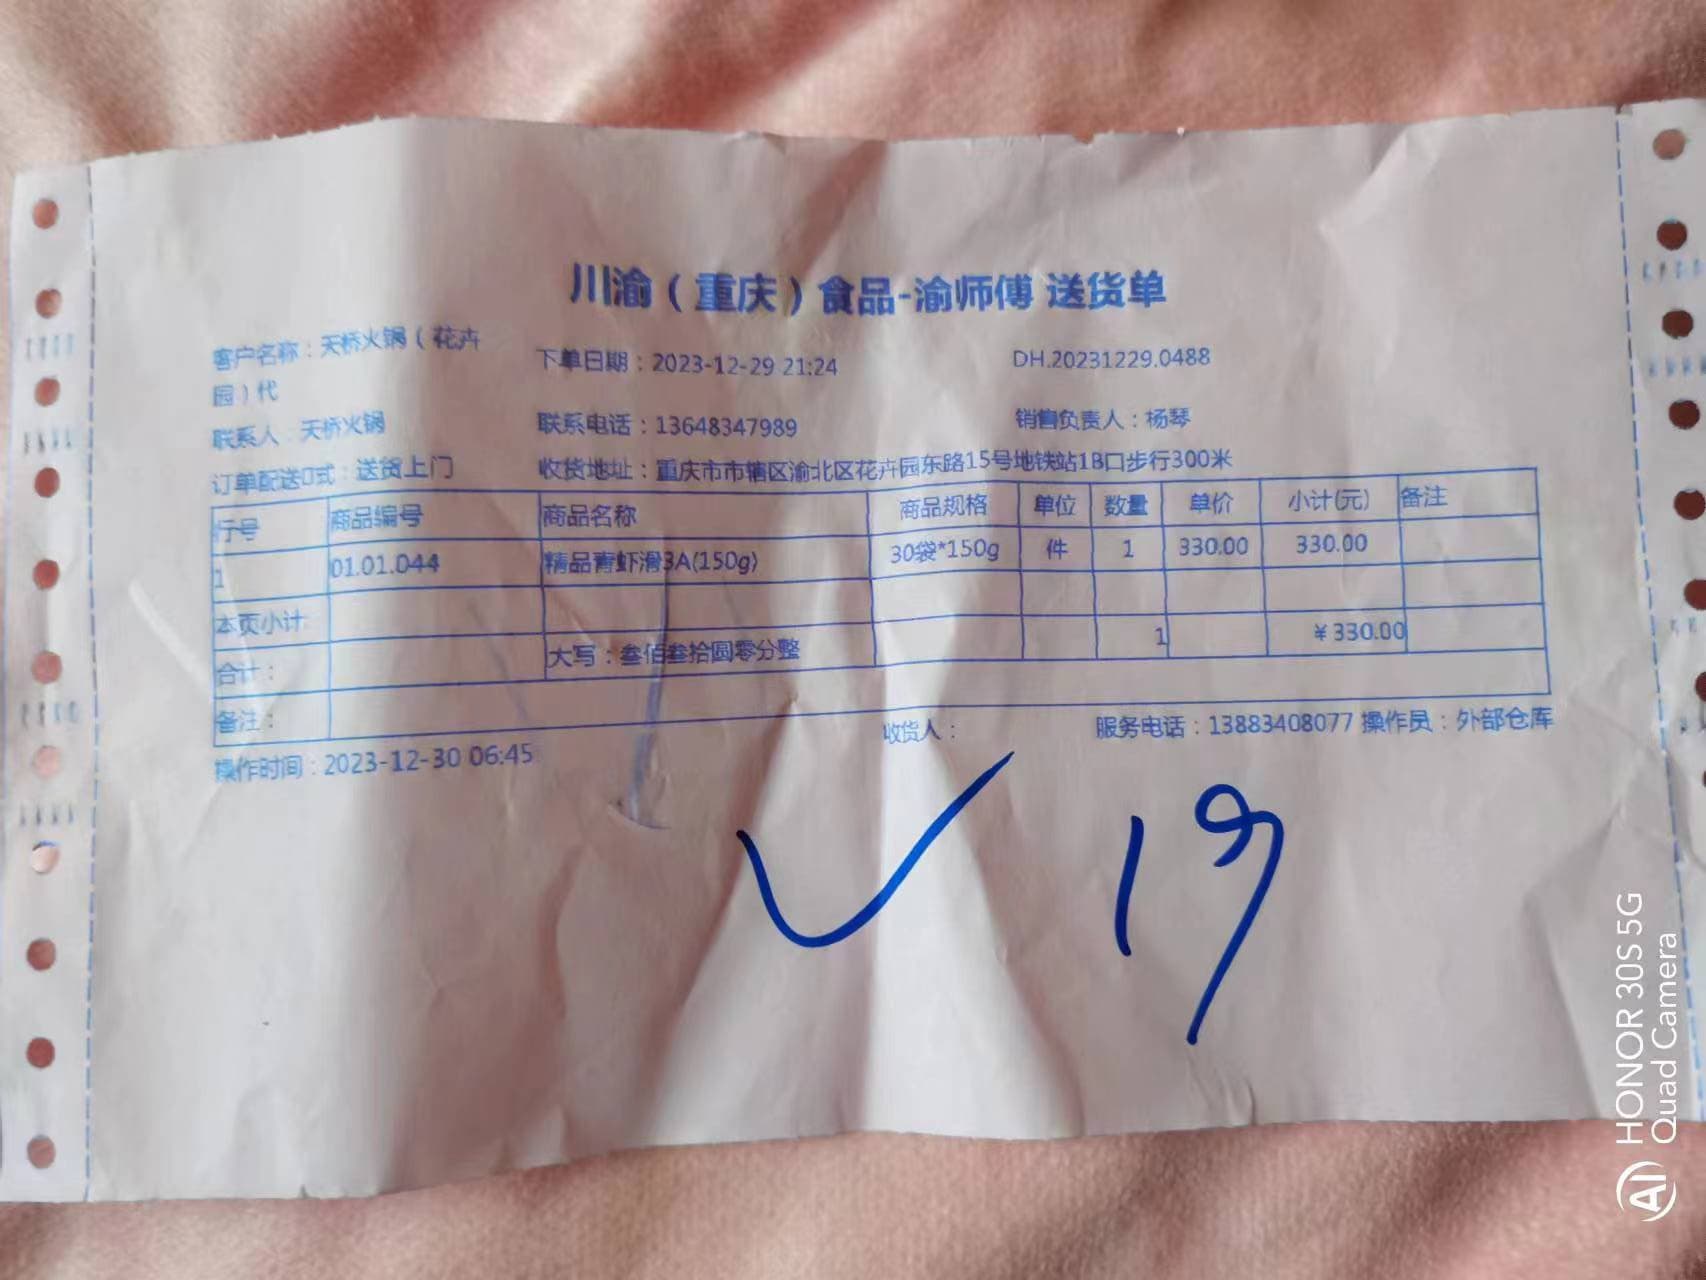 川渝（重庆）食品-渝师傅 送货单
客户名称：天桥火锅（花卉园）代 下单日期：2023-12-29 21:24 DH.20231229.0488
联系人：天桥火锅 联系电话：13648347989 销售负责人：杨琴
订单配送0式：送货上门 收货地址：重庆市市辖区渝北区花卉园东路15号地铁站1B口步行300米
行号 商品编号 商品名称 商品规格 单位 数量 单价 小计(元) 备注
1 01.01.044 精品青虾滑3A(150g) 30袋*150g 件 1 330.00 330.00
本页小计:
合计： 大写：叁佰叁拾圆零分整 1 ￥330.00
备注：
操作时间：2023-12-30 06:45 收货人： 服务电话：13883408077 操作员：外部仓库
19
HONOR 30S 5G
Quad Camera
AI